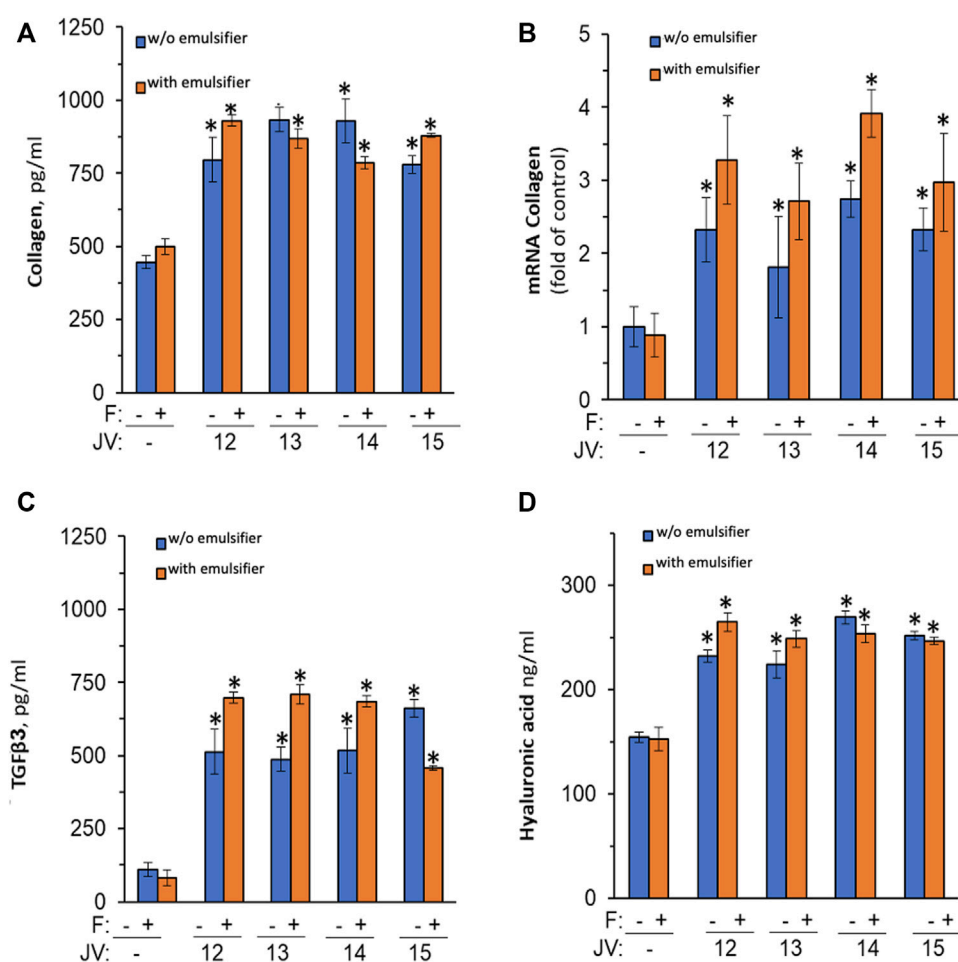 A
Collagen, pg/ml
1250
1000
750
500
250
0
w/o emulsifier
with emulsifier
* * . * * * * *
F: - + - + - + - + - +
JV: - 12 13 14 15
B
mRNA Collagen
(fold of control)
5
4
3
2
1
0
w/o emulsifier
with emulsifier
* * * * * * * *
F: - + - + - + - + - +
JV: - 12 13 14 15
C
TGFβ3, pg/ml
1250
1000
750
500
250
0
w/o emulsifier
with emulsifier
* * * * * * * *
F: - + - + - + - + - +
JV: - 12 13 14 15
D
Hyaluronic acid ng/ml
300
200
100
0
w/o emulsifier
with emulsifier
* * * * * * * *
F: - + - + - + - + - +
JV: - 12 13 14 15